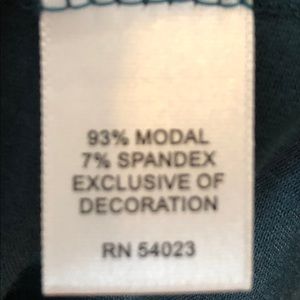 93% MODAL
7% SPANDEX
EXCLUSIVE OF
DECORATION
RN 54023